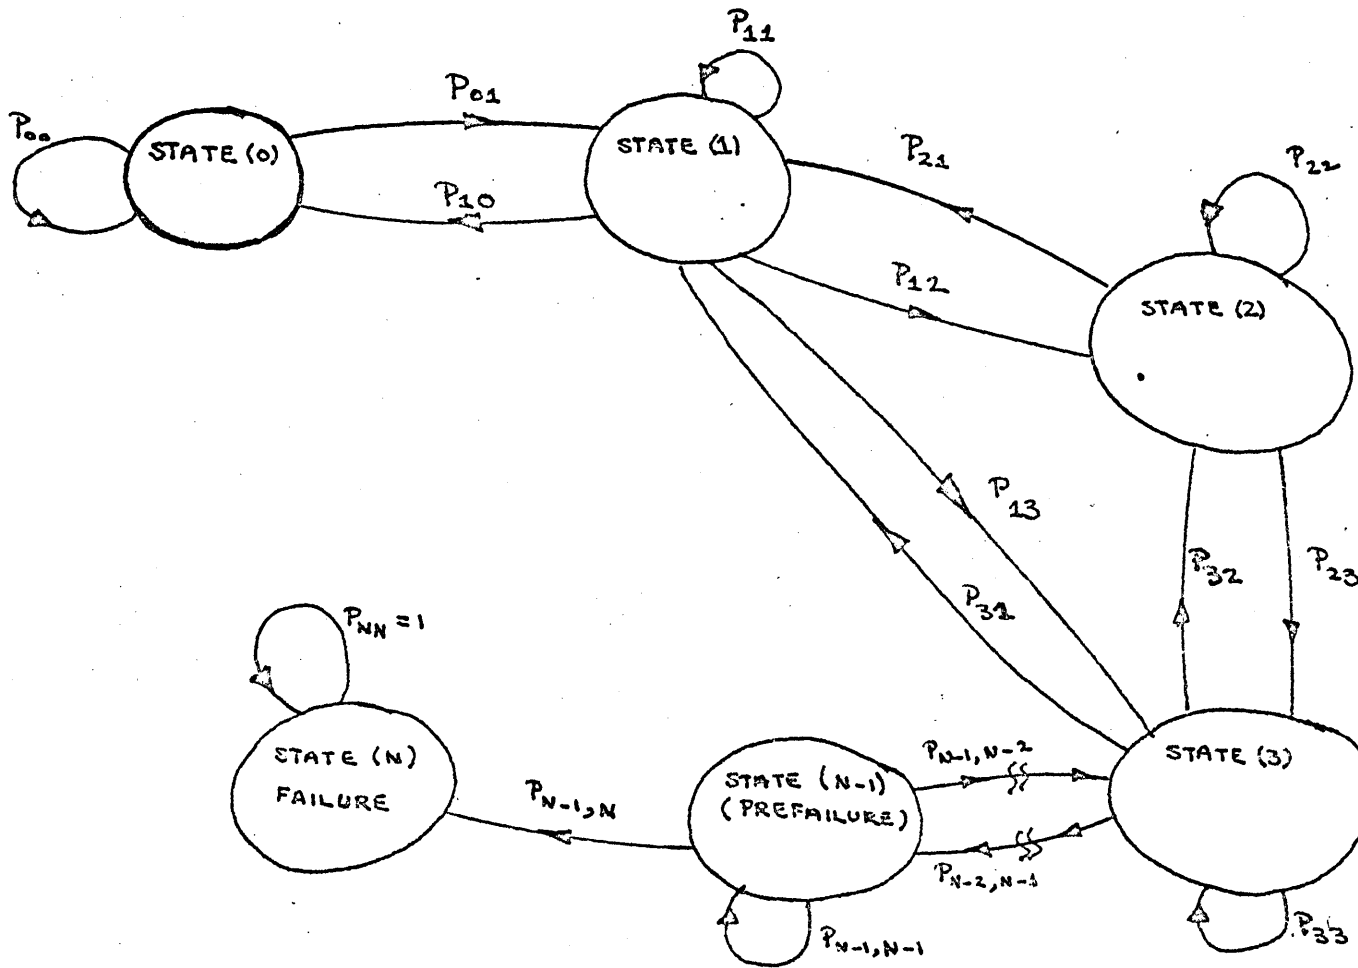 P11
P01
P00
STATE (0)
STATE (1)
P21
P22
P10
P12
STATE (2)
P13
P32
P23
P31
PNN = 1
STATE (N)
FAILURE
PN-1,N
STATE (N-1)
(PREFAILURE)
PN-1,N-2
STATE (3)
PN-2,N-1
PN-1,N-1
P33